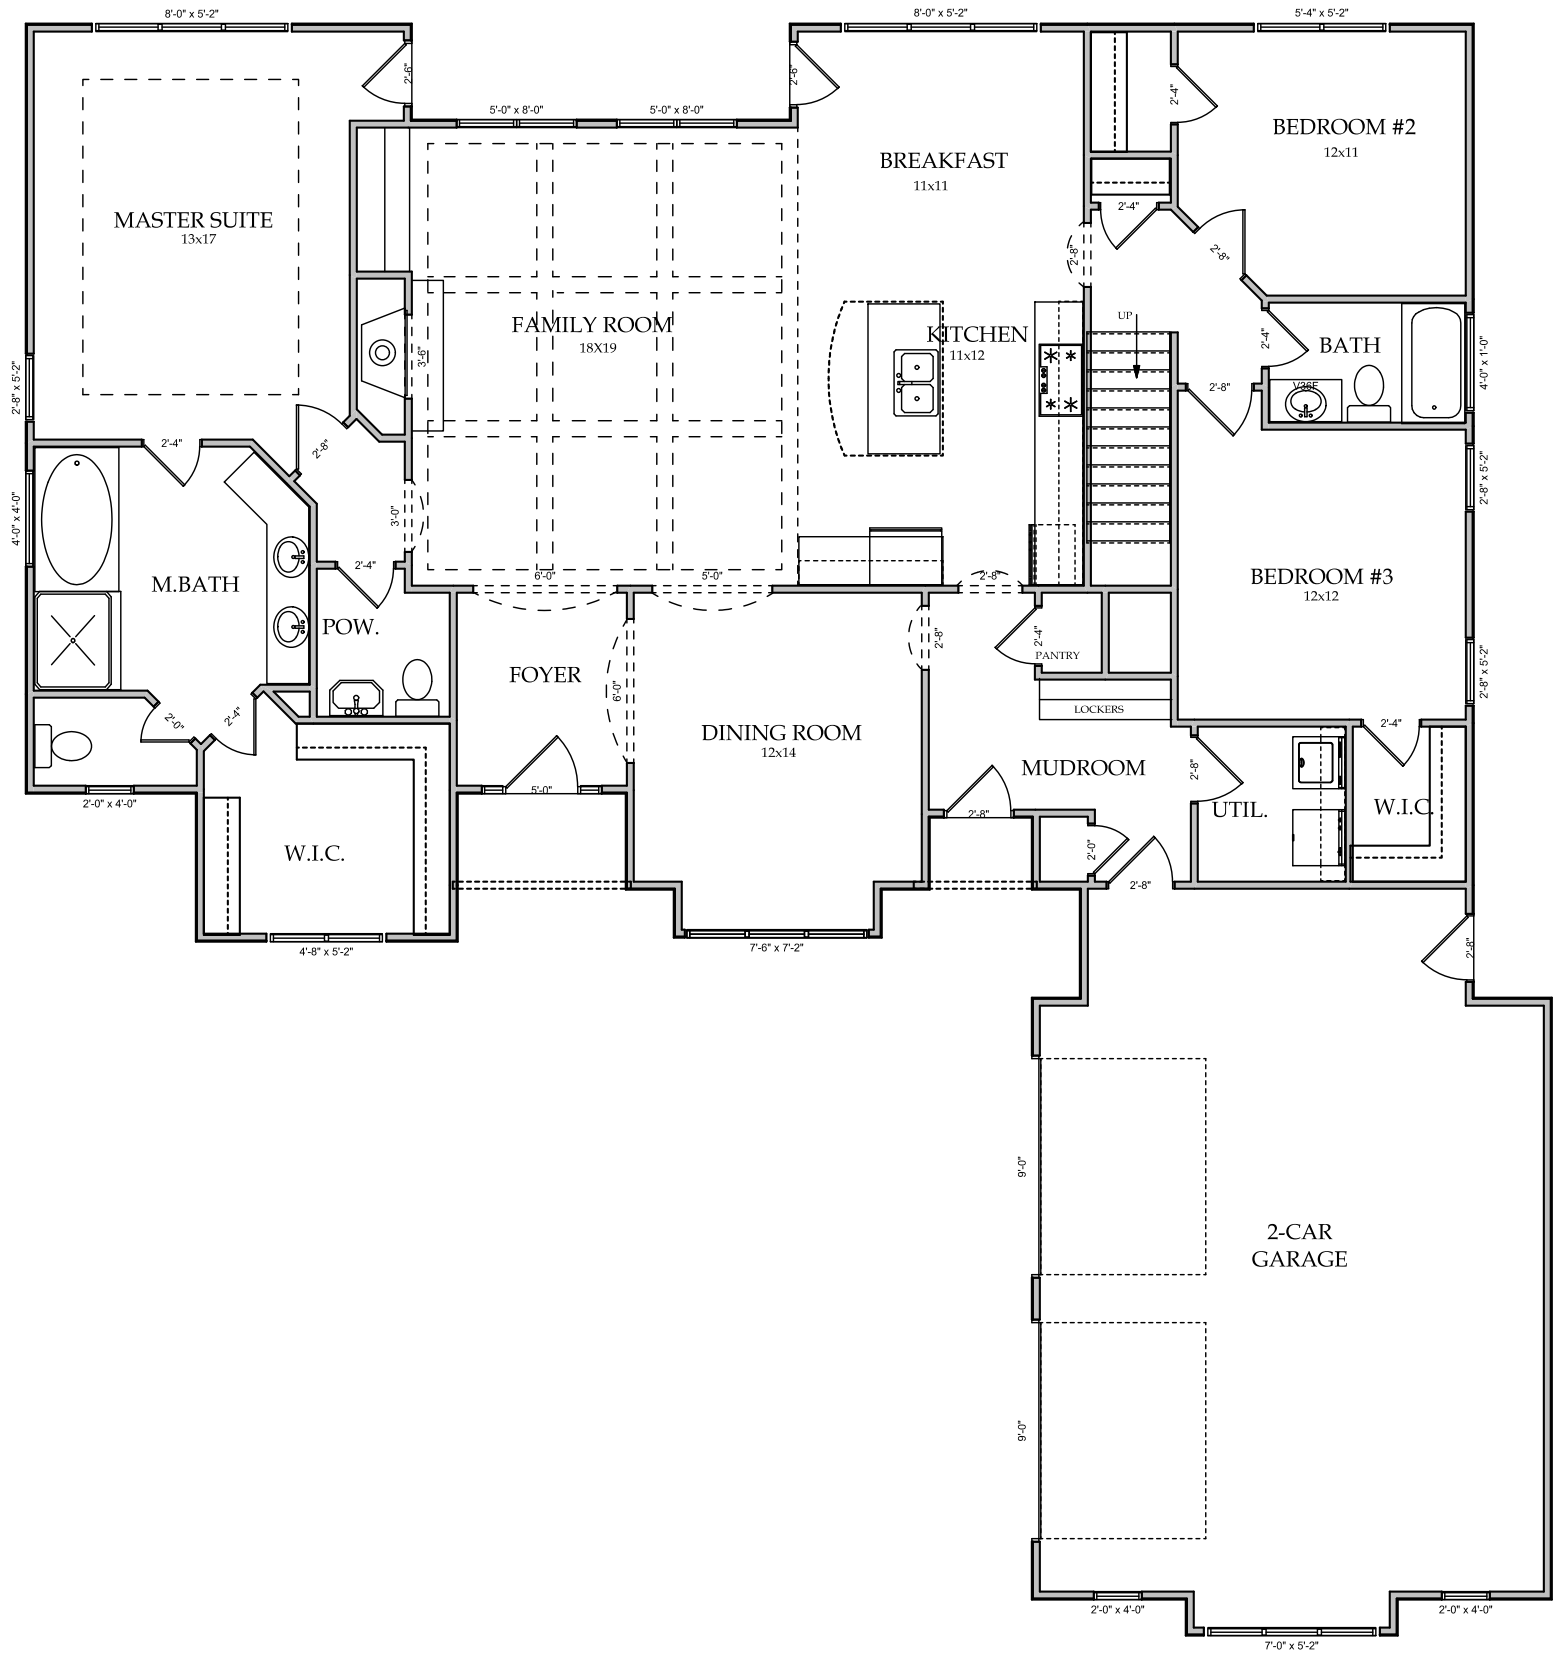 8'-0" x 5'-2"
8'-0" x 5'-2"
5'-4" x 5'-2"
2'-6"
2'-6"
2'-4"
5'-0" x 8'-0"
5'-0" x 8'-0"
BEDROOM #2
12x11
BREAKFAST
11x11
2'-4"
MASTER SUITE
13x17
2'-8"
2'-8"
UP
FAMILY ROOM
18X19
KITCHEN
11x12
3'-6"
2'-4"
BATH
4'-0" x 1'-0"
2'-8" x 5'-2"
2'-8"
V36F
2'-4"
2'-8"
2'-8" x 5'-2"
4'-0" x 4'-0"
3'-0"
2'-4"
6'-0"
5'-0"
2'-8"
BEDROOM #3
12x12
M.BATH
POW.
2'-8"
2'-4"
PANTRY
FOYER
6'-0"
2'-8" x 5'-2"
LOCKERS
2'-0"
2'-4"
DINING ROOM
12x14
2'-4"
MUDROOM
2'-8"
5'-0"
2'-0" x 4'-0"
2'-8"
UTIL.
W.I.C.
W.I.C.
2'-0"
2'-8"
4'-8" x 5'-2"
7'-6" x 7'-2"
2'-8"
9'-0"
2-CAR
GARAGE
9'-0"
2'-0" x 4'-0"
2'-0" x 4'-0"
7'-0" x 5'-2"